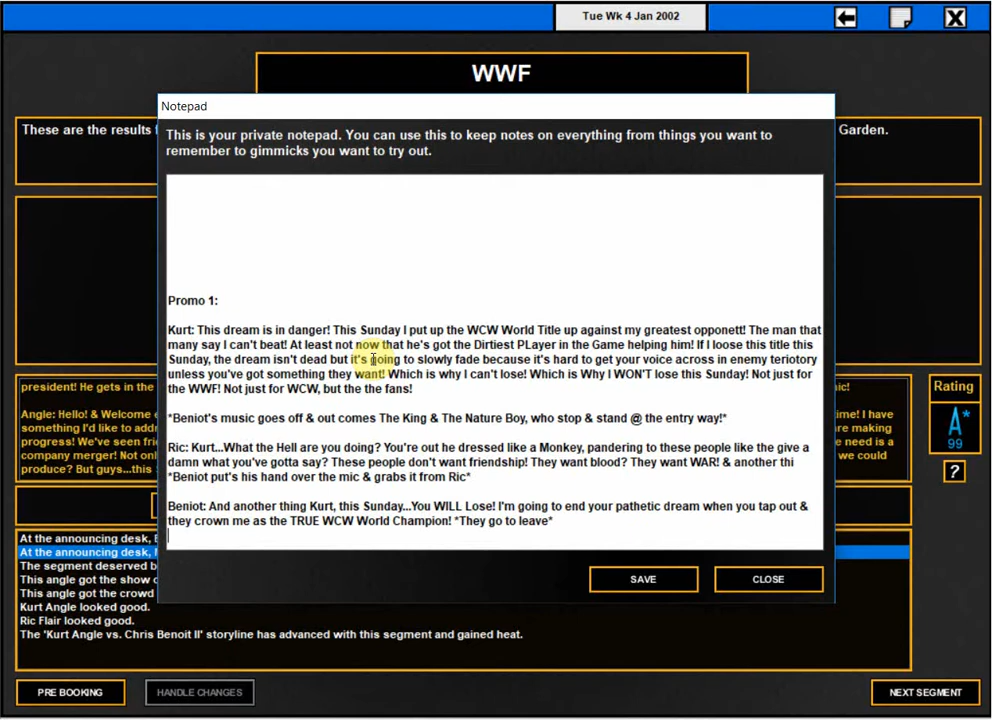 Tue Wk 4 Jan 2002
WWF
These are the results
Garden.
Notepad
This is your private notepad. You can use this to keep notes on everything from things you want to
remember to gimmicks you want to try out.
Promo 1:
Kurt: This dream is in danger! This Sunday I put up the WCW World Title up against my greatest opponett! The man that
many say I can't beat! At least not now that he's got the Dirtiest PLayer in the Game helping him! If I loose this title this
Sunday, the dream isn't dead but it's going to slowly fade because it's hard to get your voice across in enemy teriotory
unless you've got something they want! Which is why I can't lose! Which is Why I WON'T lose this Sunday! Not just for
the WWF! Not just for WCW, but the the fans!
*Beniot's music goes off & out comes The King & The Nature Boy, who stop & stand @ the entry way!*
Ric: Kurt...What the Hell are you doing? You're out he dressed like a Monkey, pandering to these people like the give a
damn what you've gotta say? These people don't want friendship! They want blood? They want WAR! & another thi
*Beniot put's his hand over the mic & grabs it from Ric*
Beniot: And another thing Kurt, this Sunday...You WILL Lose! I'm going to end your pathetic dream when you tap out &
they crown me as the TRUE WCW World Champion! *They go to leave*
SAVE
CLOSE
president! He gets in the
nic!
Angle: Hello! & Welcome
ime! I have
something I'd like to addr
re making
progress! We've seen frie
e need is a
company merger! Not onl
we could
produce? But guys...this
Rating
A*
99
?
At the announcing desk,
At the announcing desk,
The segment deserved b
This angle got the show
This angle got the crowd
Kurt Angle looked good.
Ric Flair looked good.
The 'Kurt Angle vs. Chris Benoit II' storyline has advanced with this segment and gained heat.
PRE BOOKING
HANDLE CHANGES
NEXT SEGMENT